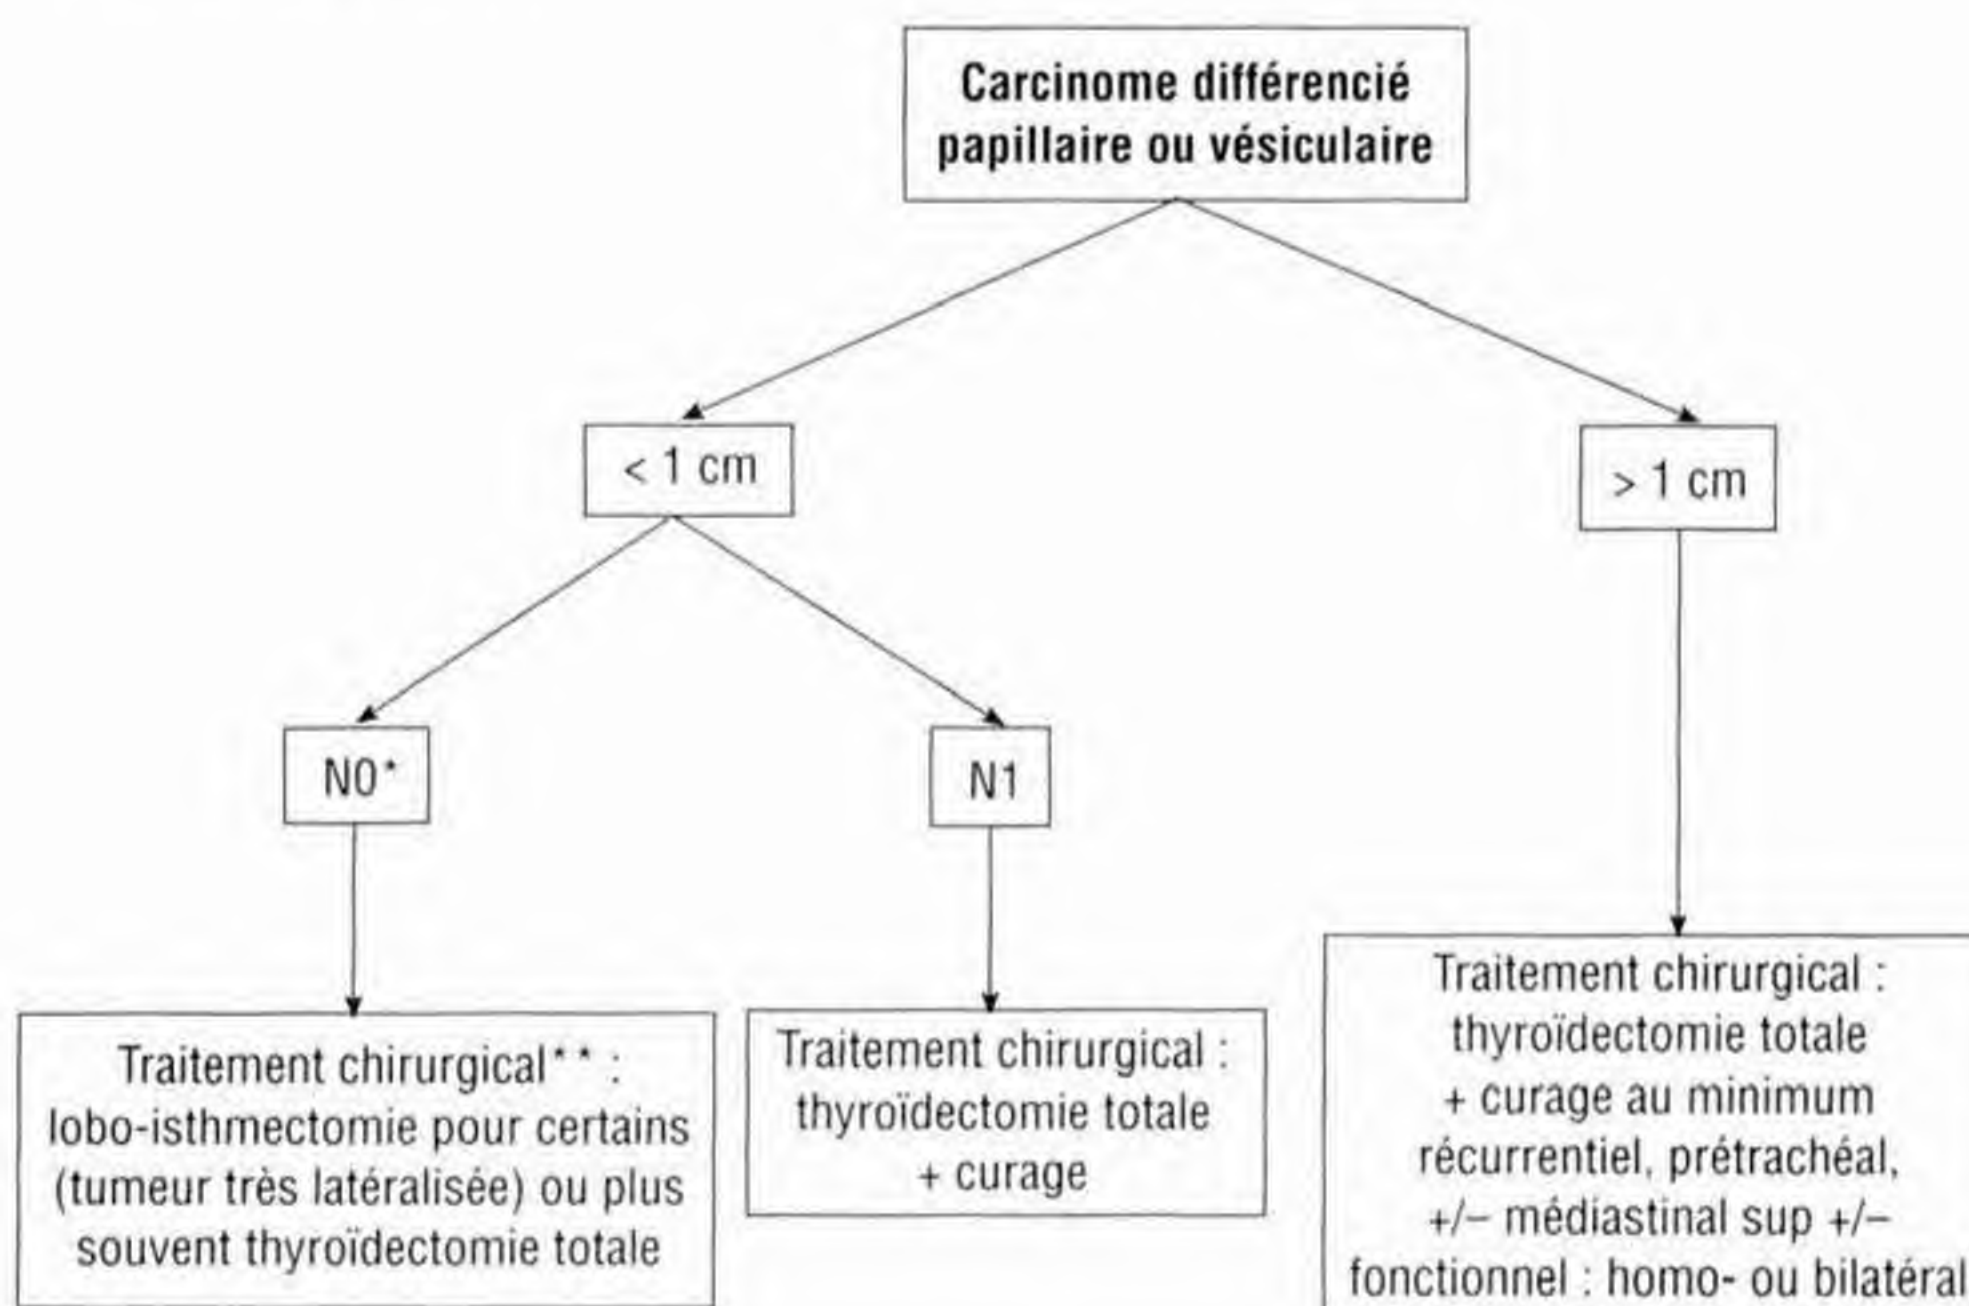 Carcinome différencié
papillaire ou vésiculaire
< 1 cm
> 1 cm
N0*
N1
Traitement chirurgical** :
lobo-isthmectomie pour certains
(tumeur très latéralisée) ou plus
souvent thyroïdectomie totale
Traitement chirurgical :
thyroïdectomie totale
+ curage
Traitement chirurgical :
thyroïdectomie totale
+ curage au minimum
récurrentiel, prétrachéal,
+/– médiastinal sup +/–
fonctionnel : homo- ou bilatéral